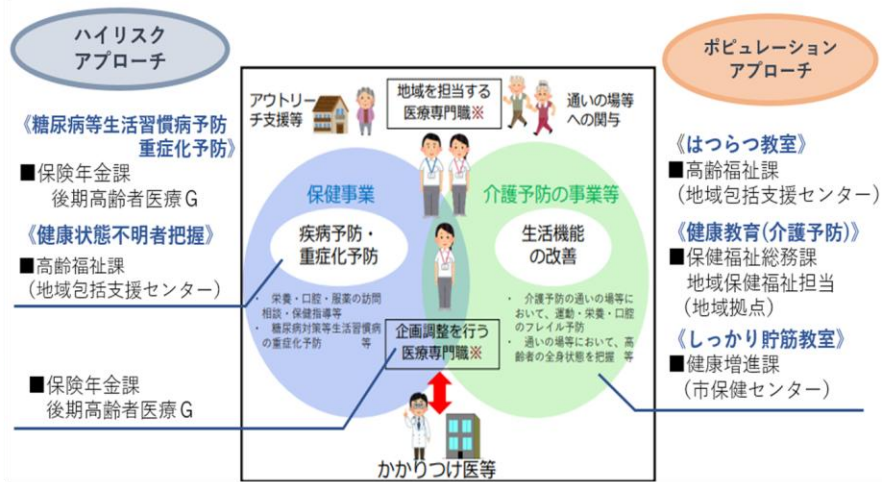 ハイリスク
アプローチ
《糖尿病等生活習慣病予防
重症化予防》
■保険年金課
後期高齢者医療G
《健康状態不明者把握》
■高齢福祉課
(地域包括支援センター)
■保険年金課
後期高齢者医療G
アウトリー
チ支援等
地域を担当する
医療専門職※
通いの場等
への関与
保健事業
介護予防の事業等
疾病予防・
重症化予防
生活機能
の改善
・ 栄養・口腔・服薬の訪問
相談・保健指導等
・ 糖尿病対策等生活習慣病
の重症化予防 等
・ 介護予防の通いの場等に
おいて、運動・栄養・口腔
のフレイル予防
・ 通いの場等において、高
齢者の全身状態を把握 等
企画調整を行う
医療専門職※
かかりつけ医等
ポピュレーション
アプローチ
《はつらつ教室》
■高齢福祉課
(地域包括支援センター)
《健康教育(介護予防)》
■保健福祉総務課
地域保健福祉担当
(地域拠点)
《しっかり貯筋教室》
■健康増進課
(市保健センター)